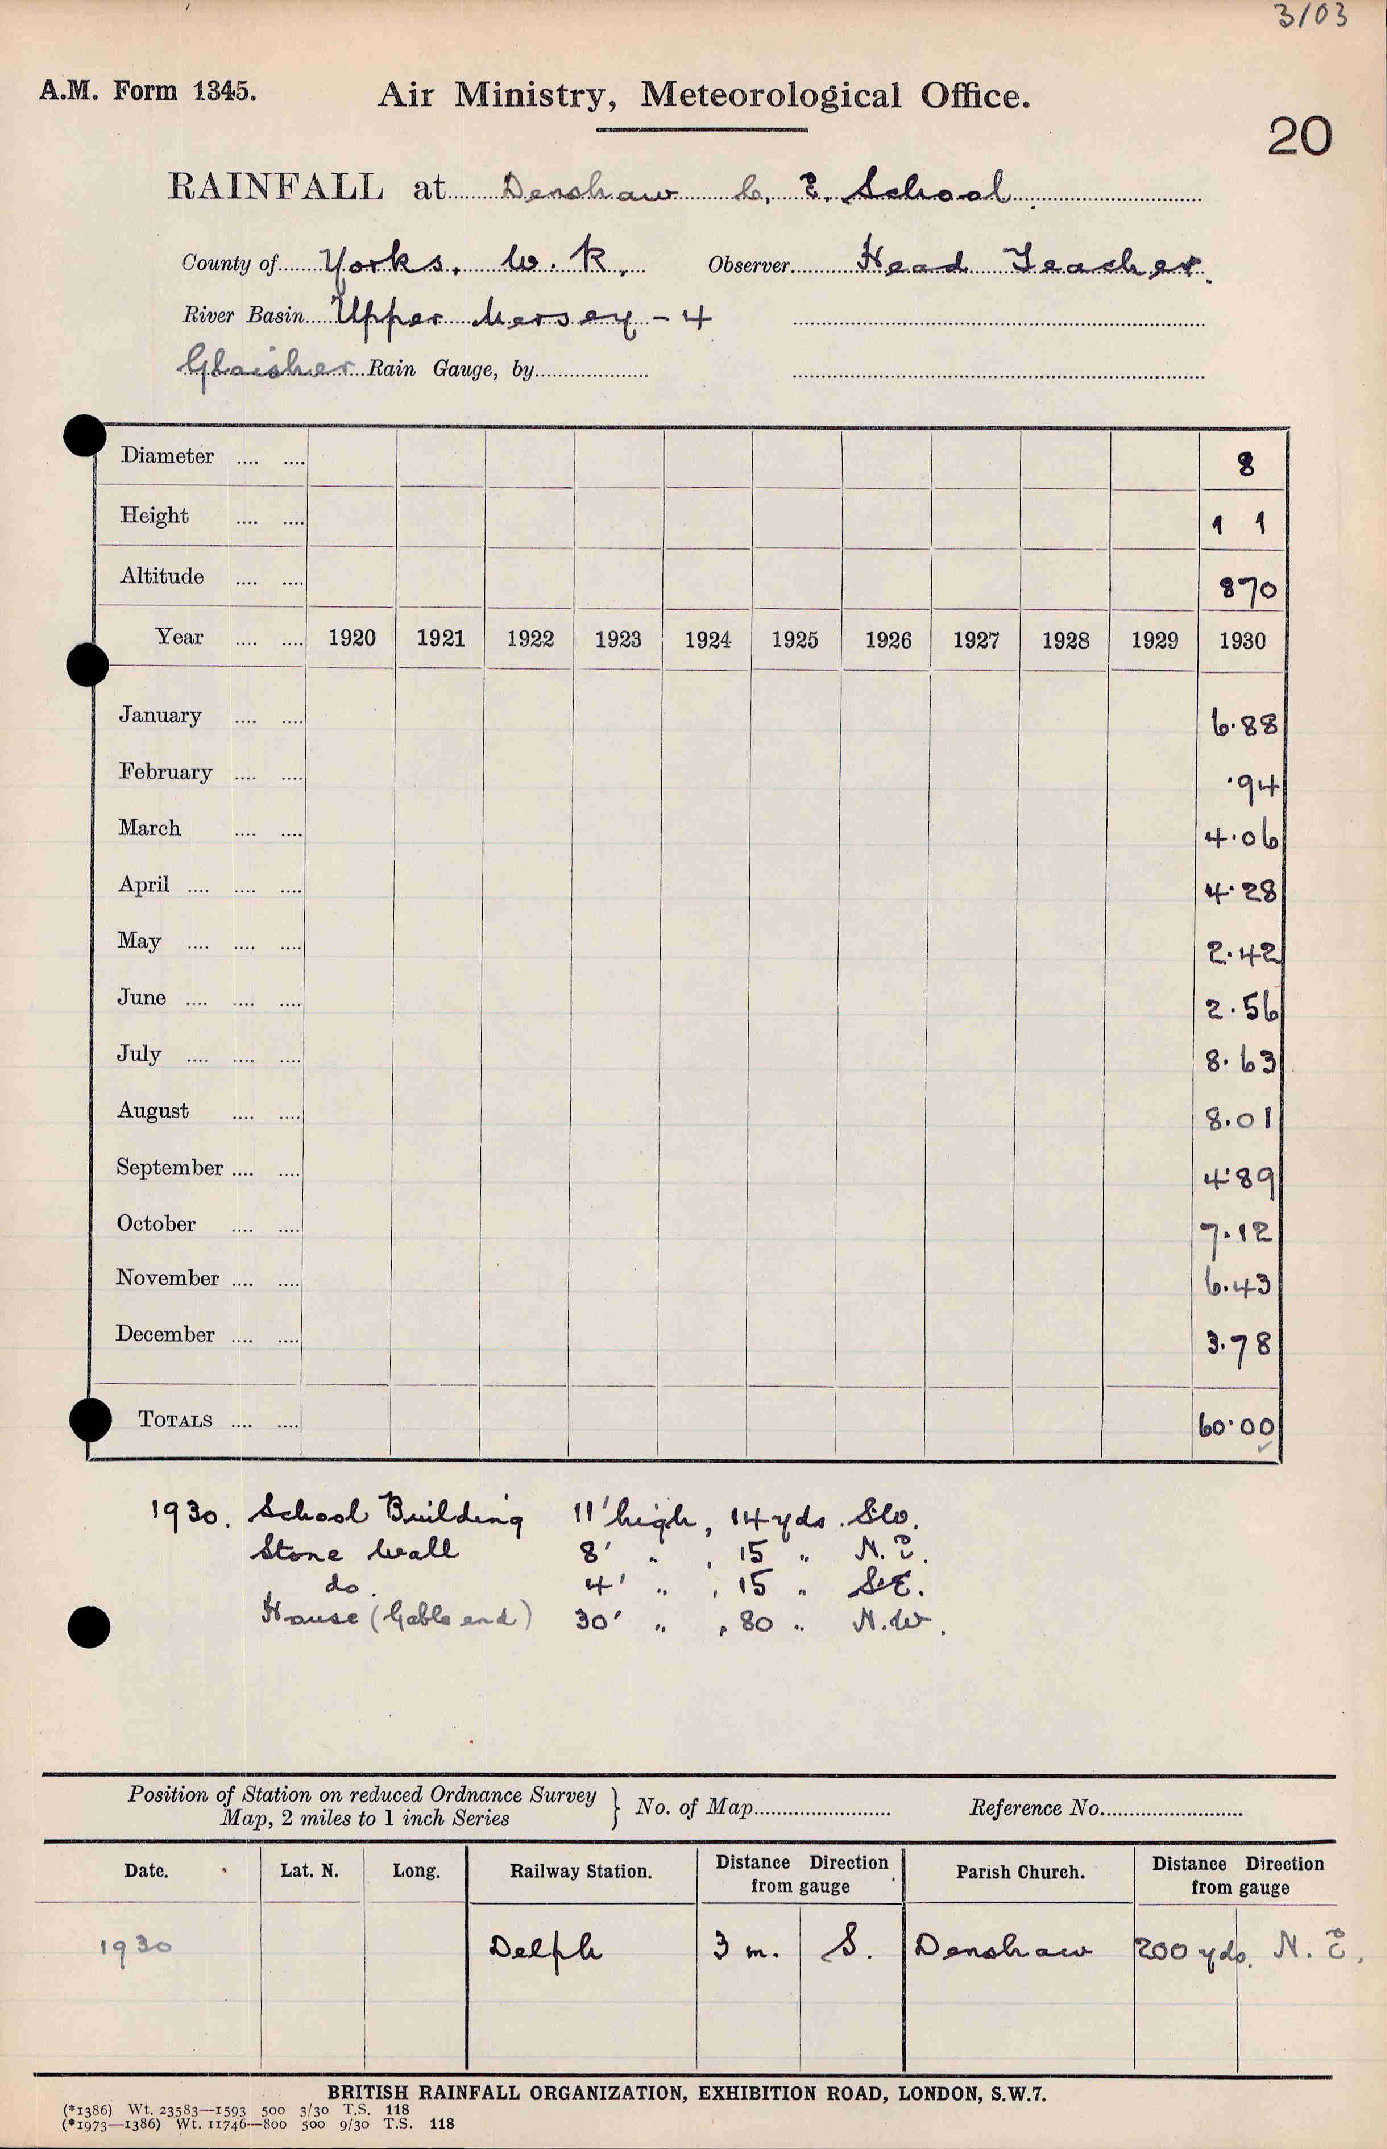 3/03
A.M. Form 1345.
Air Ministry, Meteorological Office.
20
RAINFALL at Denshaw C. E. School.
County of Yorks. W. R. Observer Head Teacher.
River Basin Upper Mersey - 4
Glaisher Rain Gauge, by
Diameter .... .... 8
Height .... .... 1 1
Altitude .... .... 870
Year .... .... 1920 1921 1922 1923 1924 1925 1926 1927 1928 1929 1930
January .... .... 6.88
February .... .... .94
March .... .... 4.06
April .... .... .... 4.28
May .... .... .... 2.42
June .... .... .... 2.56
July .... .... .... 8.63
August .... .... 8.01
September .... .... 4.89
October .... .... 7.12
November .... .... 6.43
December .... .... 3.78
TOTALS .... .... 60.00
1930. School Building 11' high, 14 yds. SW.
Stone Wall 8' " , 15 " N. E.
do. 4' " , 15 " S.E.
House (Gable end) 30' " , 80 " N.W.
Position of Station on reduced Ordnance Survey
Map, 2 miles to 1 inch Series } No. of Map Reference No.
Date. Lat. N. Long. Railway Station. Distance Direction from gauge Parish Church. Distance Direction from gauge
1930 Delph 3 m. S. Denshaw 200 yds. N. E.
BRITISH RAINFALL ORGANIZATION, EXHIBITION ROAD, LONDON, S.W.7.
(*1386) Wt. 23583—1593 500 3/30 T.S. 118
(*1973—1386) Wt. 11746—800 500 9/30 T.S. 118